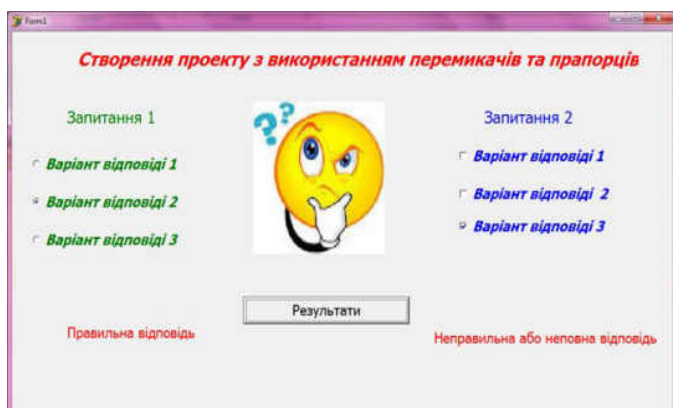 Form1
Створення проекту з використанням перемикачів та прапорців
Запитання 1
Варіант відповіді 1
Варіант відповіді 2
Варіант відповіді 3
??
Запитання 2
Варіант відповіді 1
Варіант відповіді 2
Варіант відповіді 3
Результати
Правильна відповідь
Неправильна або неповна відповідь